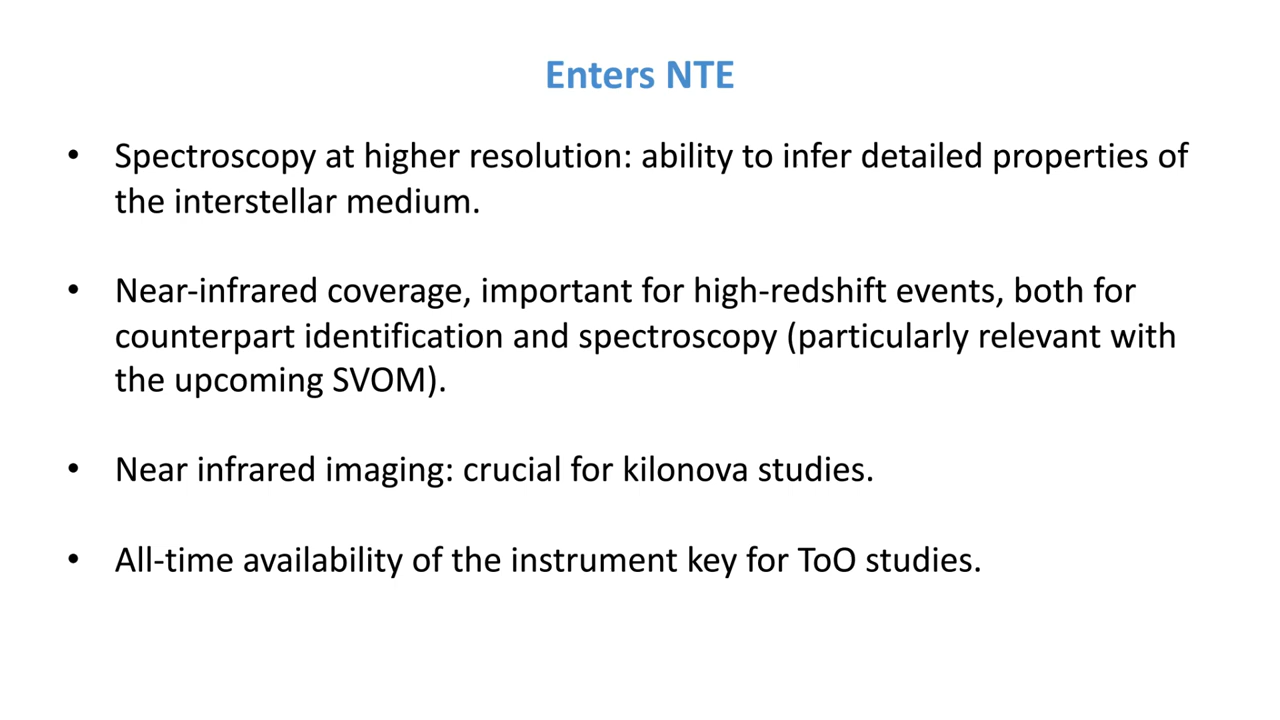 Enters NTE
• Spectroscopy at higher resolution: ability to infer detailed properties of
the interstellar medium.
• Near-infrared coverage, important for high-redshift events, both for
counterpart identification and spectroscopy (particularly relevant with
the upcoming SVOM).
• Near infrared imaging: crucial for kilonova studies.
• All-time availability of the instrument key for ToO studies.